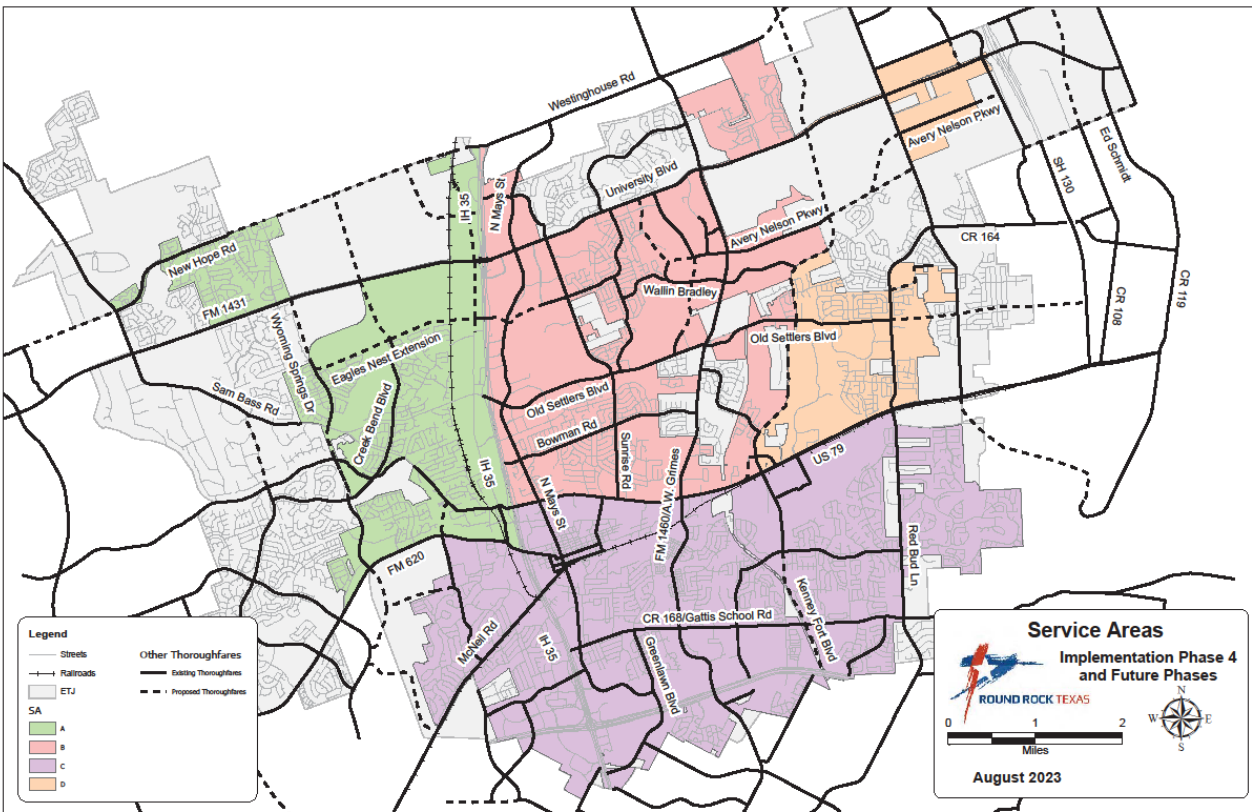 Westinghouse Rd
Avery Nelson Pkwy
Ed Schmidt
SH 130
IH 35
N Mays St
University Blvd
Avery Nelson Pkwy
CR 164
New Hope Rd
FM 1431
Wallin Bradley
CR 108
CR 119
Wyoming Springs Dr
Eagles Nest Extension
Old Settlers Blvd
Sam Bass Rd
Creek Bend Blvd
Old Settlers Blvd
Bowman Rd
Sunrise Rd
US 79
IH 35
N Mays St
FM 1460/A.W. Grimes
Red Bud Ln
FM 620
Kenney Fort Blvd
CR 168/Gattis School Rd
McNeil Rd
IH 35
Greenlawn Blvd
Legend
Streets
Railroads
ETJ
SA
A
B
C
D
Other Thoroughfares
Existing Thoroughfares
Proposed Thoroughfares
Service Areas
Implementation Phase 4
and Future Phases
ROUND ROCK TEXAS
N
W E
S
0 1 2
Miles
August 2023